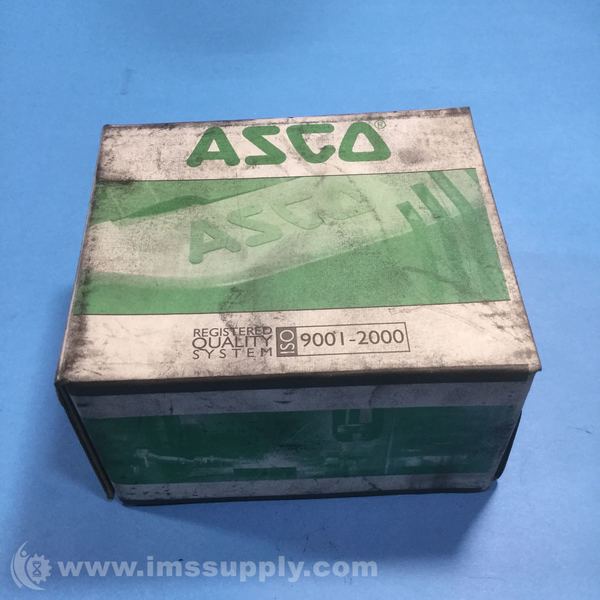 ASCO®
ASCO
REGISTERED
QUALITY
SYSTEM
ISO 9001-2000
www.imssupply.com